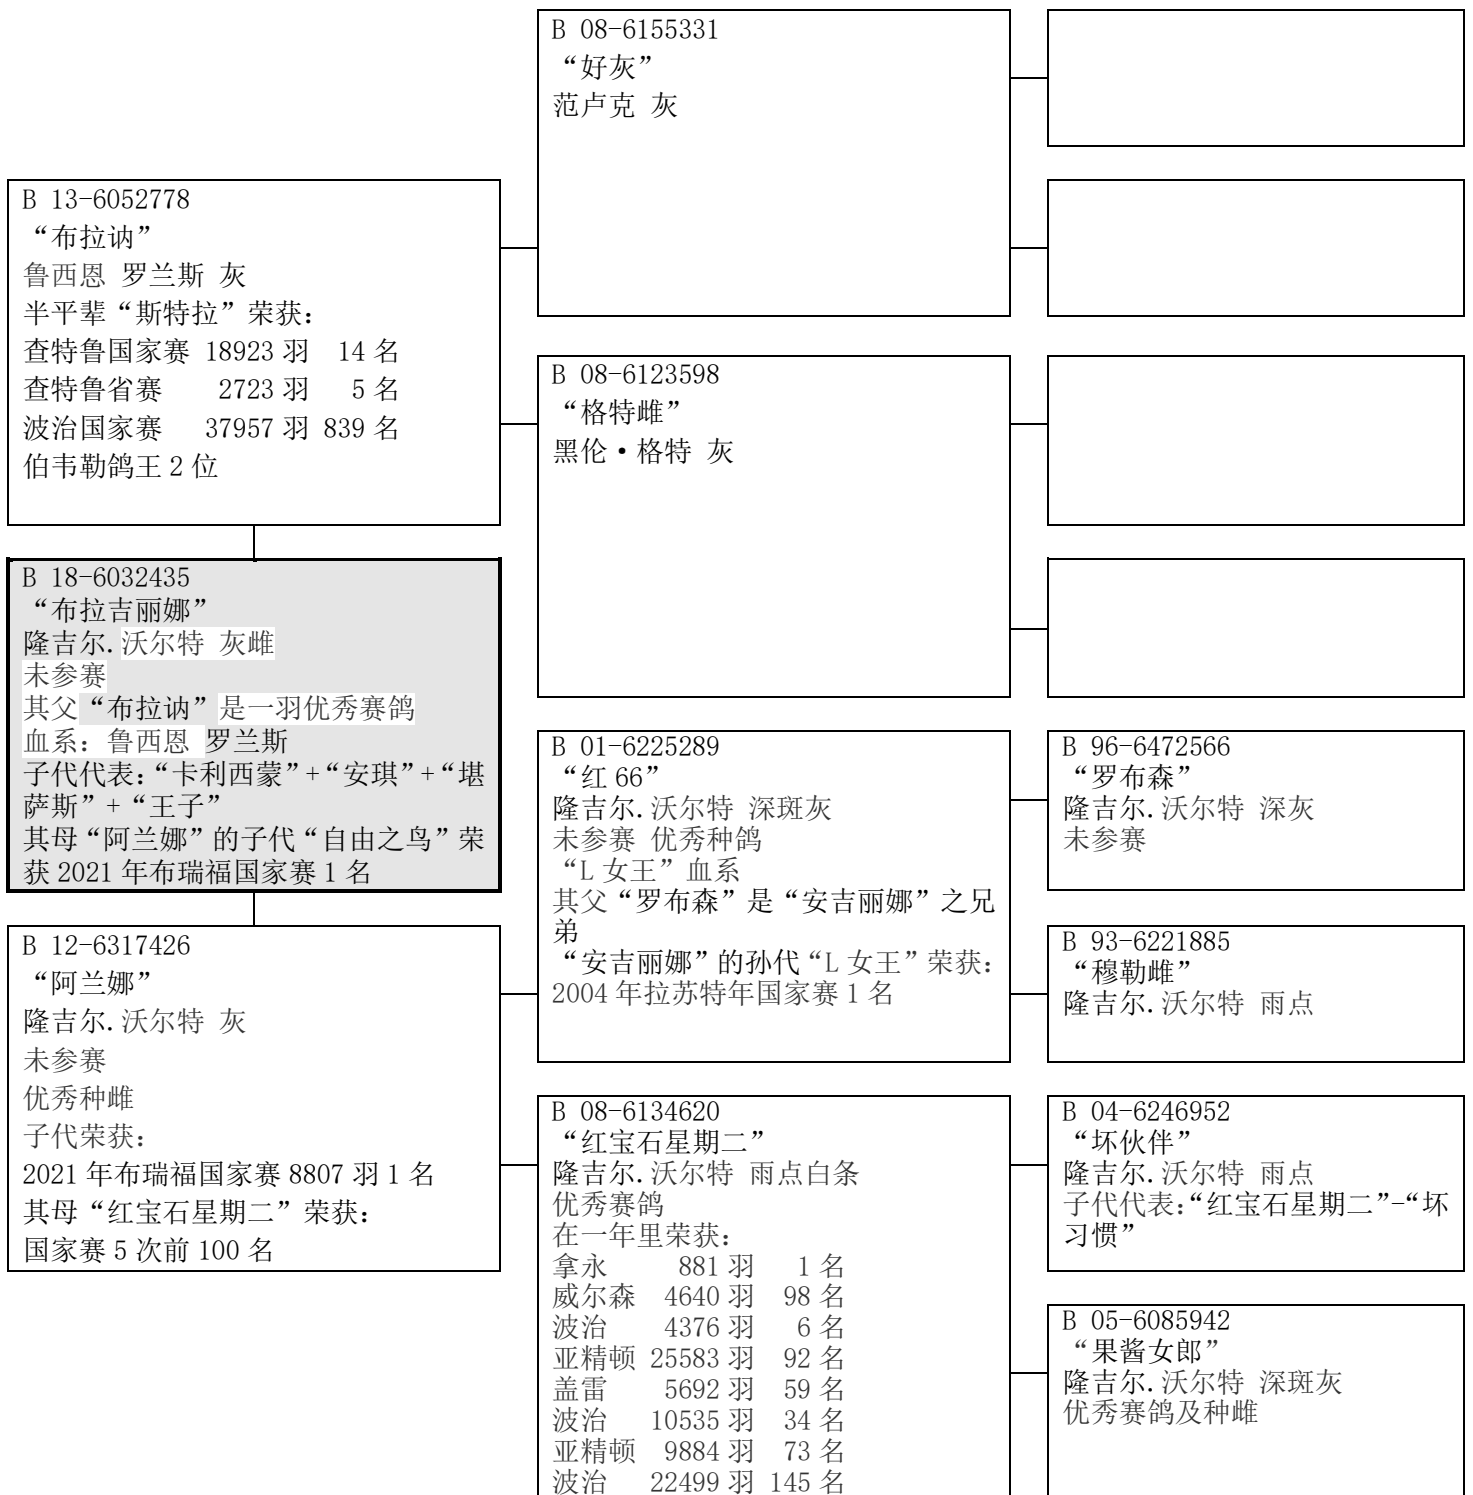 B 08-6155331
“好灰”
范卢克 灰
B 13-6052778
“布拉讷”
鲁西恩 罗兰斯 灰
半平辈“斯特拉”荣获：
查特鲁国家赛 18923 羽 14 名
查特鲁省赛 2723 羽 5 名
波治国家赛 37957 羽 839 名
伯韦勒鸽王 2 位
B 08-6123598
“格特雌”
黑伦·格特 灰
B 18-6032435
“布拉吉丽娜”
隆吉尔.沃尔特 灰雌
未参赛
其父“布拉讷”是一羽优秀赛鸽
血系：鲁西恩 罗兰斯
子代代表：“卡利西蒙”+“安琪”+“堪
萨斯”+“王子”
其母“阿兰娜”的子代“自由之鸟”荣
获 2021 年布瑞福国家赛 1 名
B 01-6225289
“红 66”
隆吉尔.沃尔特 深斑灰
未参赛 优秀种鸽
“L 女王”血系
其父“罗布森”是“安吉丽娜”之兄
弟
“安吉丽娜”的孙代“L 女王”荣获：
2004 年拉苏特年国家赛 1 名
B 96-6472566
“罗布森”
隆吉尔.沃尔特 深灰
未参赛
B 93-6221885
“穆勒雌”
隆吉尔.沃尔特 雨点
B 12-6317426
“阿兰娜”
隆吉尔.沃尔特 灰
未参赛
优秀种雌
子代荣获：
2021 年布瑞福国家赛 8807 羽 1 名
其母“红宝石星期二”荣获：
国家赛 5 次前 100 名
B 08-6134620
“红宝石星期二”
隆吉尔.沃尔特 雨点白条
优秀赛鸽
在一年里荣获：
拿永 881 羽 1 名
威尔森 4640 羽 98 名
波治 4376 羽 6 名
亚精顿 25583 羽 92 名
盖雷 5692 羽 59 名
波治 10535 羽 34 名
亚精顿 9884 羽 73 名
波治 22499 羽 145 名
B 04-6246952
“坏伙伴”
隆吉尔.沃尔特 雨点
子代代表：“红宝石星期二”-“坏
习惯”
B 05-6085942
“果酱女郎”
隆吉尔.沃尔特 深斑灰
优秀赛鸽及种雌